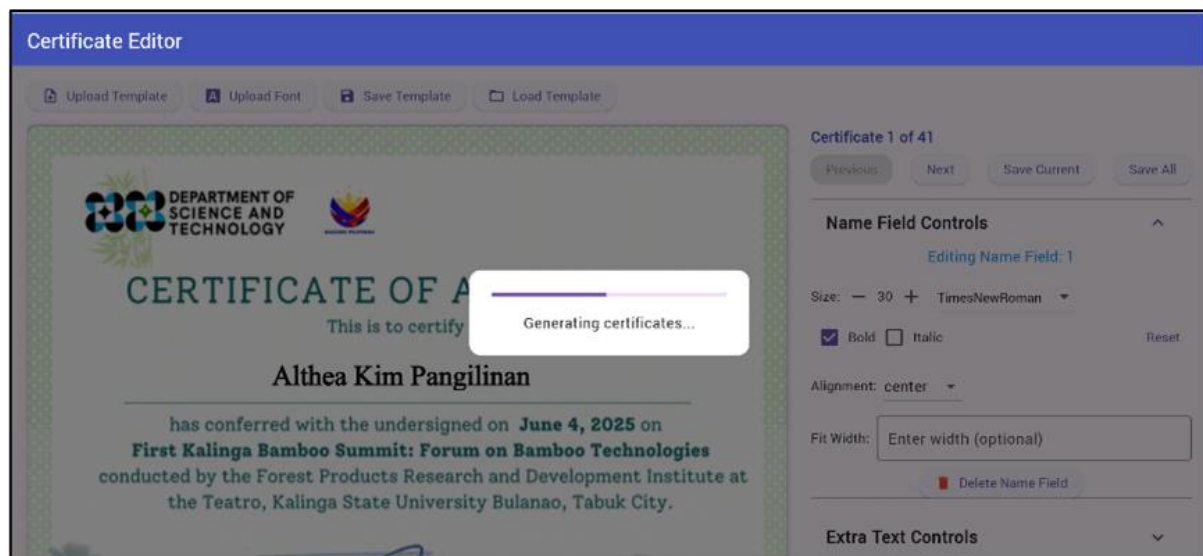 Certificate Editor
Upload Template
Upload Font
Save Template
Load Template
DEPARTMENT OF
SCIENCE AND
TECHNOLOGY
CERTIFICATE OF A
This is to certify
Althea Kim Pangilinan
has conferred with the undersigned on June 4, 2025 on
First Kalinga Bamboo Summit: Forum on Bamboo Technologies
conducted by the Forest Products Research and Development Institute at
the Teatro, Kalinga State University Bulanao, Tabuk City.
Generating certificates...
Certificate 1 of 41
Previous
Next
Save Current
Save All
Name Field Controls
Editing Name Field: 1
Size: — 30 + TimesNewRoman
Bold
Italic
Reset
Alignment: center
Fit Width: Enter width (optional)
Delete Name Field
Extra Text Controls